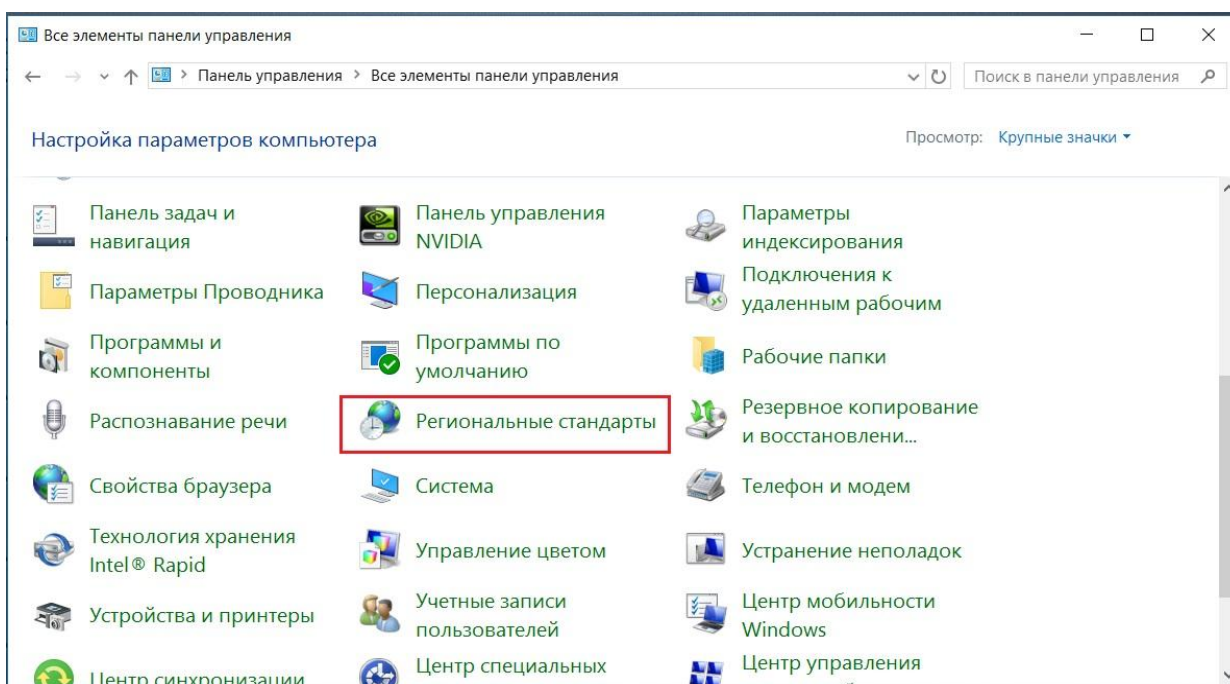 Все элементы панели управления
Панель управления > Все элементы панели управления
Поиск в панели управления
Настройка параметров компьютера
Просмотр: Крупные значки
Панель задач и
навигация
Панель управления
NVIDIA
Параметры
индексирования
Параметры Проводника
Персонализация
Подключения к
удаленным рабочим
Программы и
компоненты
Программы по
умолчанию
Рабочие папки
Распознавание речи
Региональные стандарты
Резервное копирование
и восстановлени...
Свойства браузера
Система
Телефон и модем
Технология хранения
Intel® Rapid
Управление цветом
Устранение неполадок
Устройства и принтеры
Учетные записи
пользователей
Центр мобильности
Windows
Центр синхронизации
Центр специальных
Центр управления